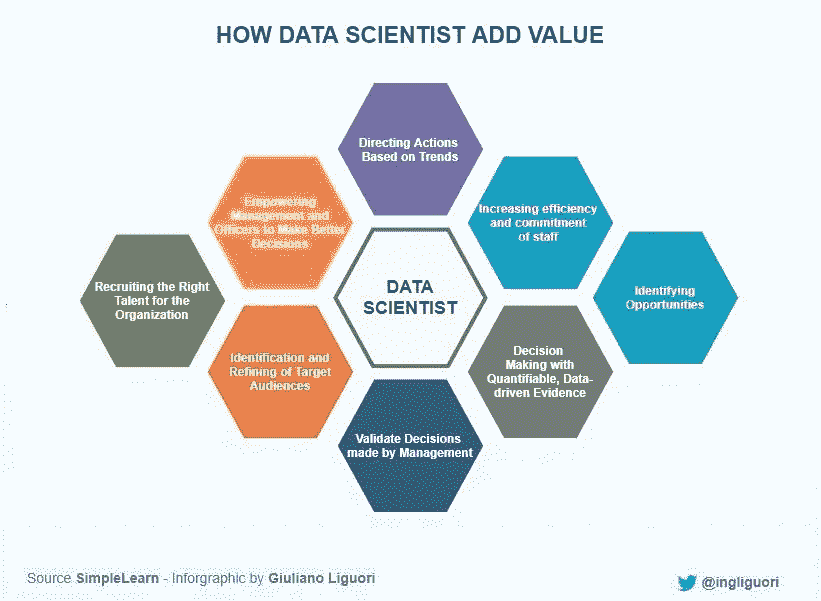 HOW DATA SCIENTIST ADD VALUE
Directing Actions
Based on Trends
Empowering
Management and
Officers to Make Better
Decisions
Increasing efficiency
and commitment
of staff
Recruiting the Right
Talent for the
Organization
DATA
SCIENTIST
Identifying
Opportunities
Identification and
Refining of Target
Audiences
Decision
Making with
Quantifiable, Data-
driven Evidence
Validate Decisions
made by Management
Source SimpleLearn - Inforgraphic by Giuliano Liguori
@ingliguori